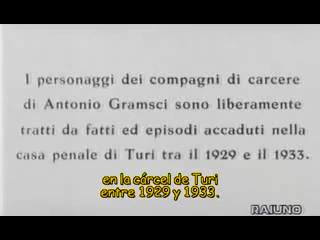 I personaggi dei compagni di carcere
di Antonio Gramsci sono liberamente
tratti da fatti ed episodi accaduti nella
casa penale di Turi tra il 1929 e il 1933.
en la cárcel de Turi
entre 1929 y 1933.
RAIUNO